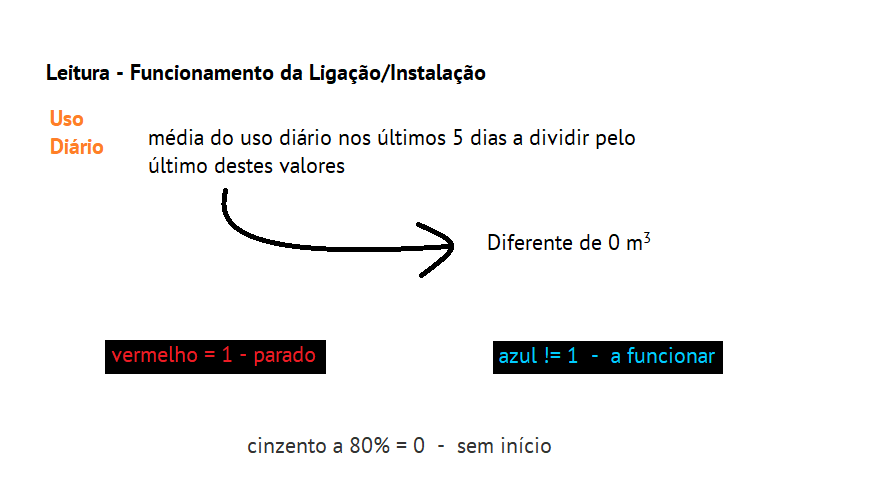 Leitura - Funcionamento da Ligação/Instalação
Uso
Diário
média do uso diário nos últimos 5 dias a dividir pelo
último destes valores
Diferente de 0 m³
vermelho = 1 - parado
azul != 1 - a funcionar
cinzento a 80% = 0 - sem início